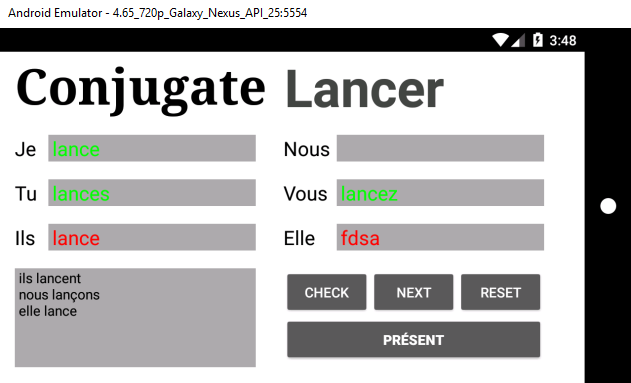 Android Emulator - 4.65_720p_Galaxy_Nexus_API_25:5554
3:48
Conjugate Lancer
Je lance Nous
Tu lances Vous lancez
Ils lance Elle fdsa
ils lancent
nous lançons
elle lance
CHECK NEXT RESET
PRÉSENT